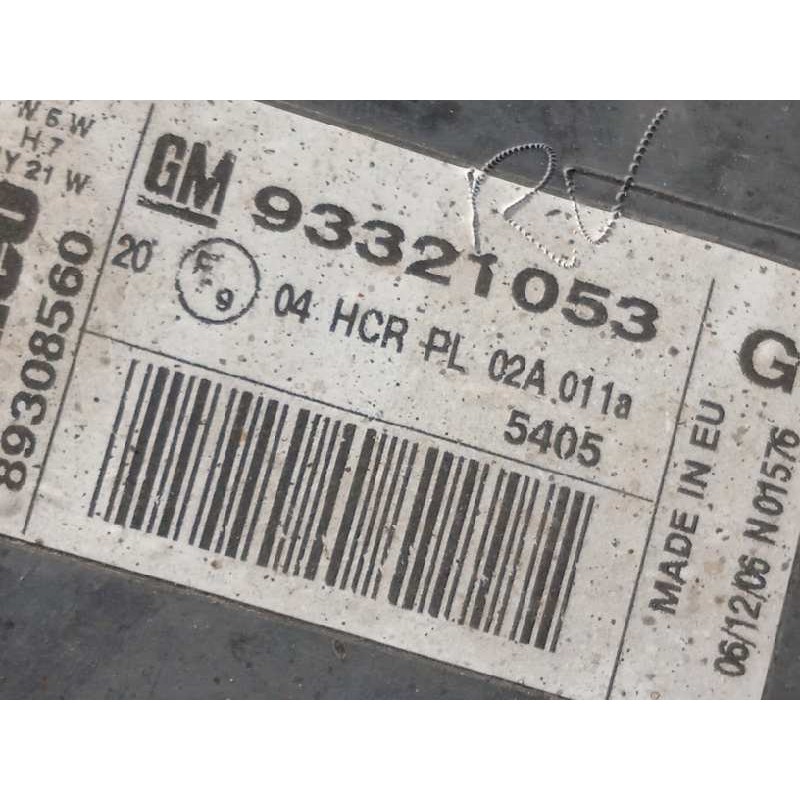 W 5 W
H 7
Y 21 W
89308560
GM 93321053
20 E 9 04 HCR PL 02A 011a
5405
MADE IN EU
G
06/12/06 N01576